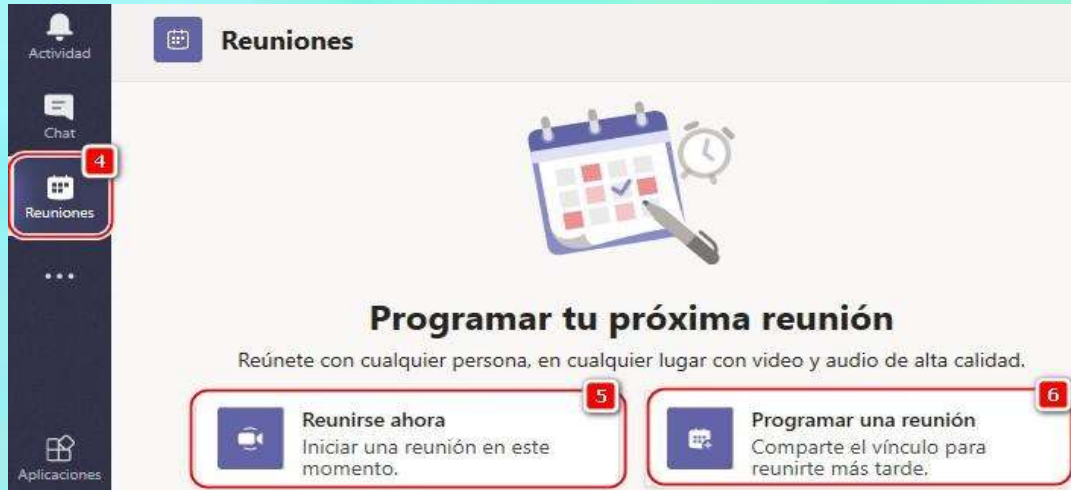 Actividad
Chat
4
Reuniones
Aplicaciones
Reuniones
Programar tu próxima reunión
Reúnete con cualquier persona, en cualquier lugar con video y audio de alta calidad.
5
Reunirse ahora
Iniciar una reunión en este
momento.
6
Programar una reunión
Comparte el vínculo para
reunirte más tarde.